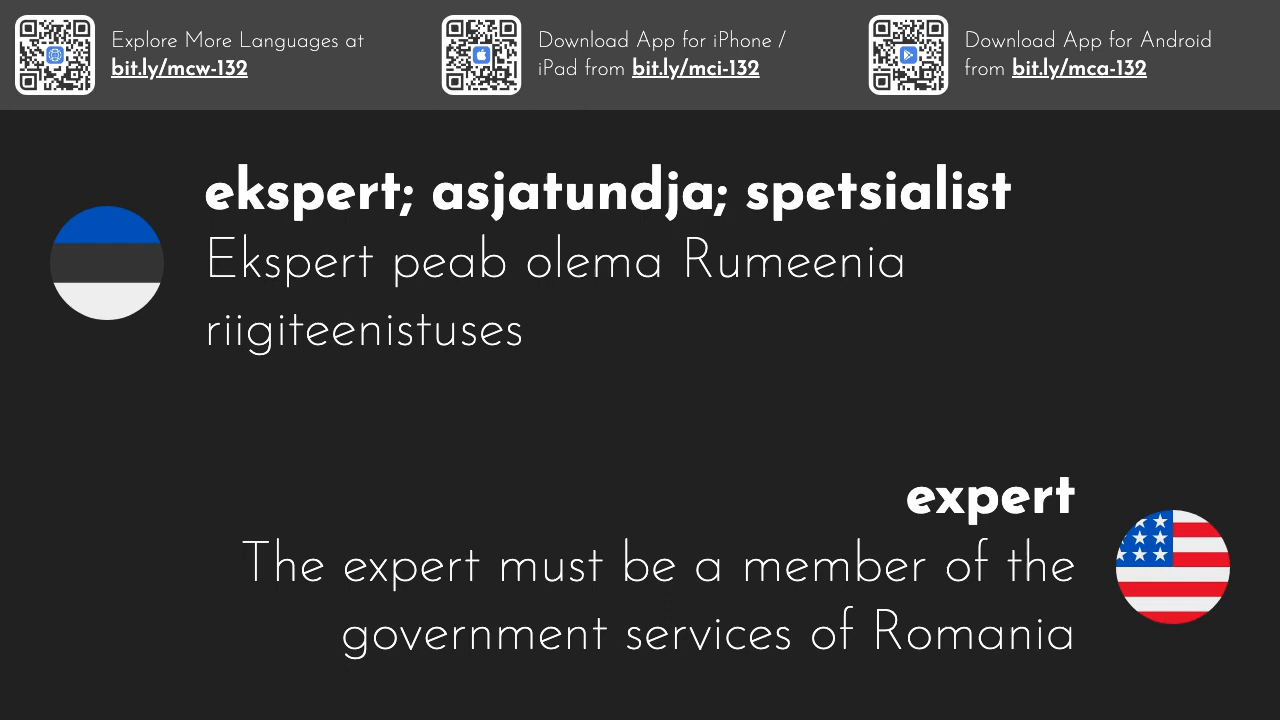 Explore More Languages at
bit.ly/mcw-132
Download App for iPhone /
iPad from bit.ly/mci-132
Download App for Android
from bit.ly/mca-132
ekspert; asjatundja; spetsialist
Ekspert peab olema Rumeenia
riigiteenistuses
expert
The expert must be a member of the
government services of Romania